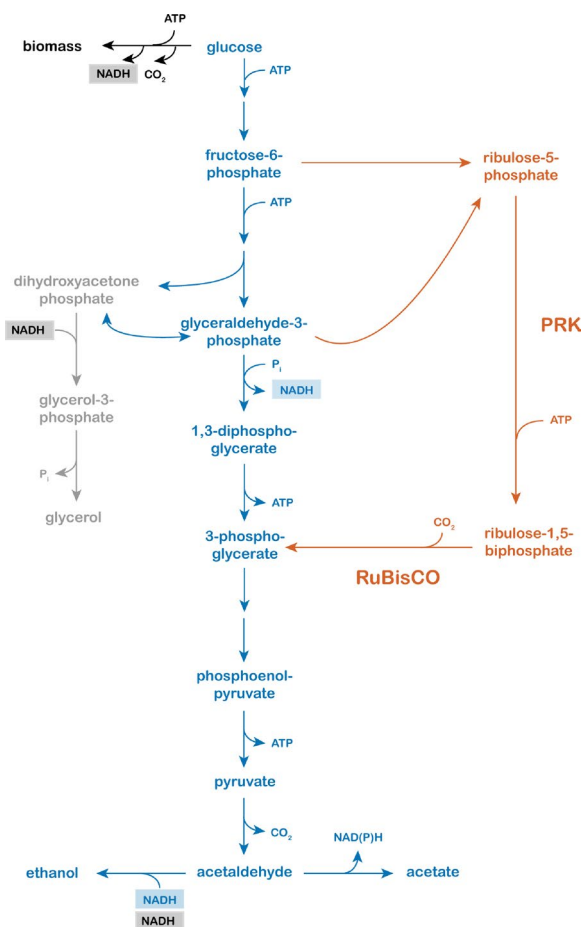 ATP
biomass
glucose
NADH
CO2
ATP
fructose-6-
phosphate
ribulose-5-
phosphate
ATP
dihydroxyacetone
phosphate
NADH
glyceraldehyde-3-
phosphate
PRK
Pi
NADH
glycerol-3-
phosphate
1,3-diphospho-
glycerate
ATP
Pi
ATP
glycerol
CO2
3-phospho-
glycerate
ribulose-1,5-
biphosphate
RuBisCO
phosphoenol-
pyruvate
ATP
pyruvate
CO2
NAD(P)H
ethanol
acetaldehyde
acetate
NADH
NADH